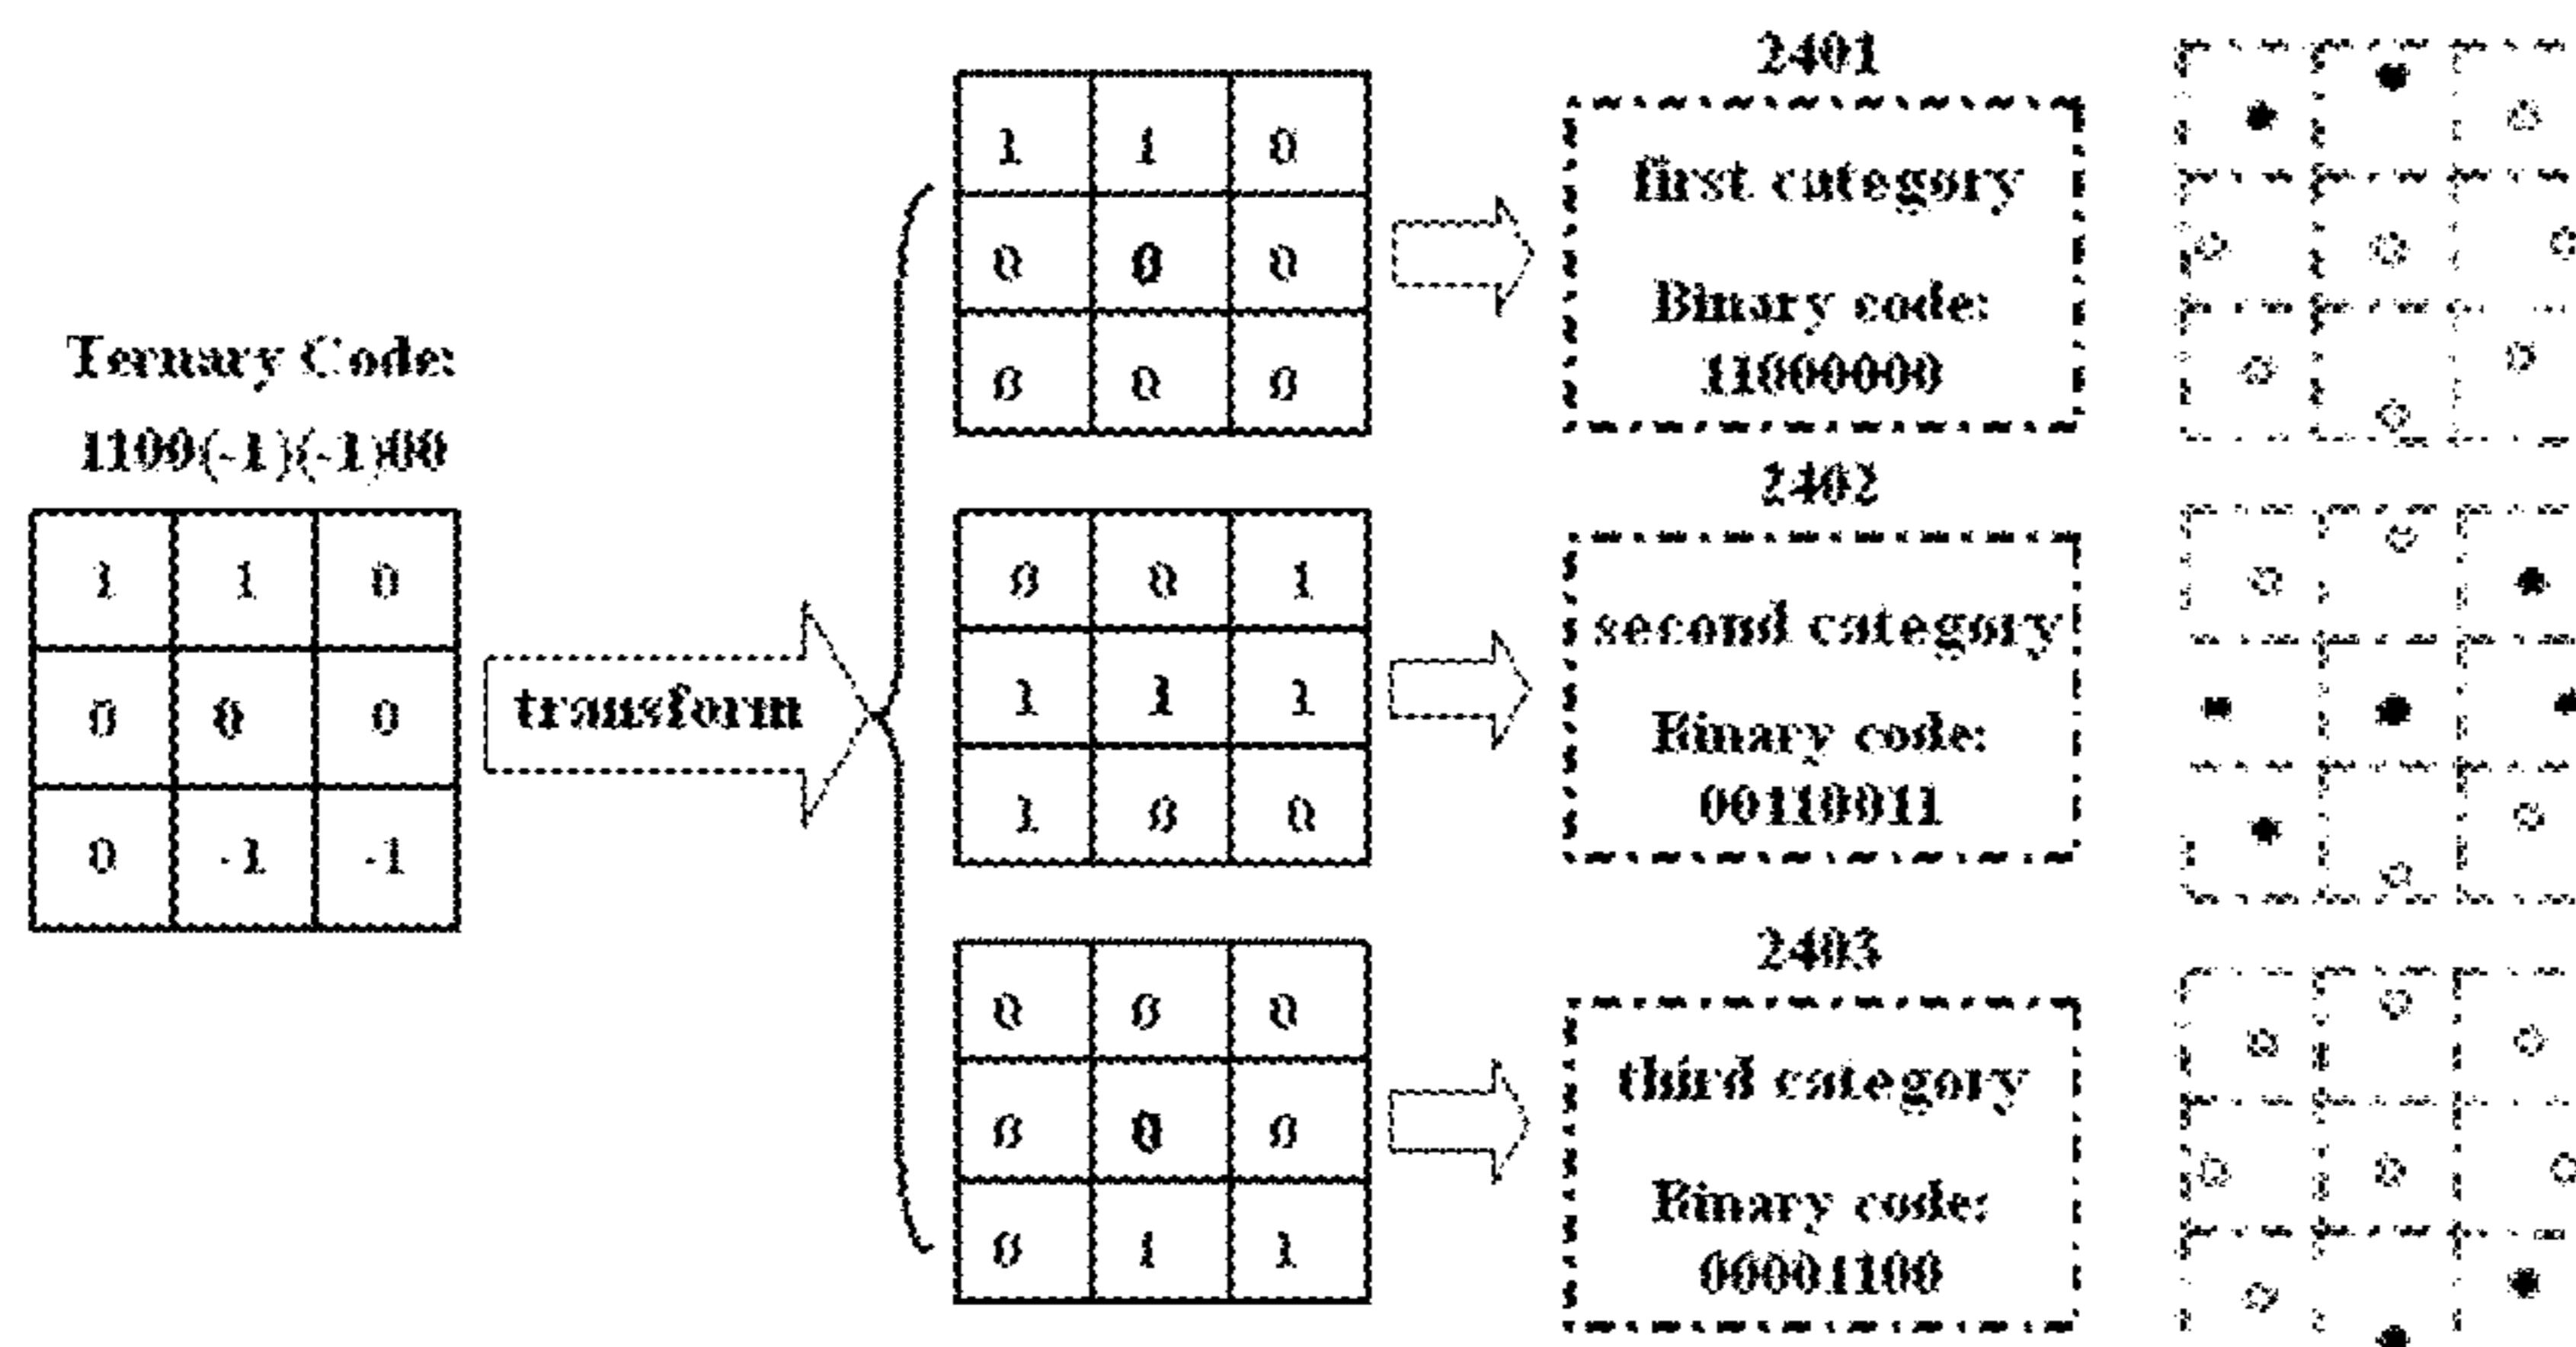 Ternary Code:
1100(-1)(-1)00
1 1 0
0 0 0
0 -1 -1
transform
1 1 0
0 0 0
0 0 0
0 0 1
1 1 1
1 0 0
0 0 0
0 0 0
0 1 1
2401
first category
Binary code:
11000000
2402
second category
Binary code:
00110011
2403
third category
Binary code:
00001100